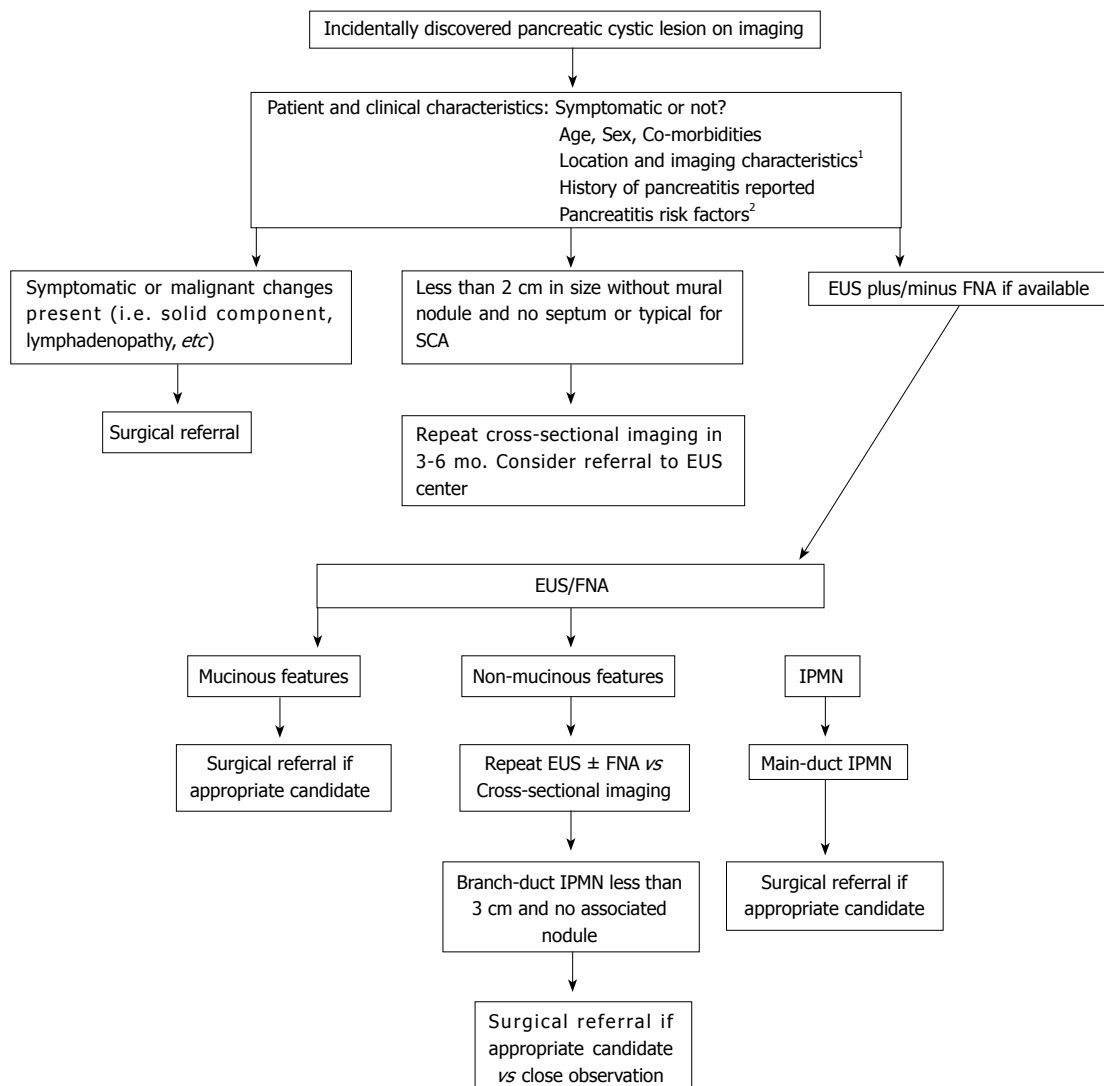 Incidentally discovered pancreatic cystic lesion on imaging
Patient and clinical characteristics: Symptomatic or not?
Age, Sex, Co-morbidities
Location and imaging characteristics1
History of pancreatitis reported
Pancreatitis risk factors2
Symptomatic or malignant changes
present (i.e. solid component,
lymphadenopathy, etc)
Surgical referral
Less than 2 cm in size without mural
nodule and no septum or typical for
SCA
Repeat cross-sectional imaging in
3-6 mo. Consider referral to EUS
center
EUS plus/minus FNA if available
EUS/FNA
Mucinous features
Surgical referral if
appropriate candidate
Non-mucinous features
Repeat EUS ± FNA vs
Cross-sectional imaging
Branch-duct IPMN less than
3 cm and no associated
nodule
Surgical referral if
appropriate candidate
vs close observation
IPMN
Main-duct IPMN
Surgical referral if
appropriate candidate